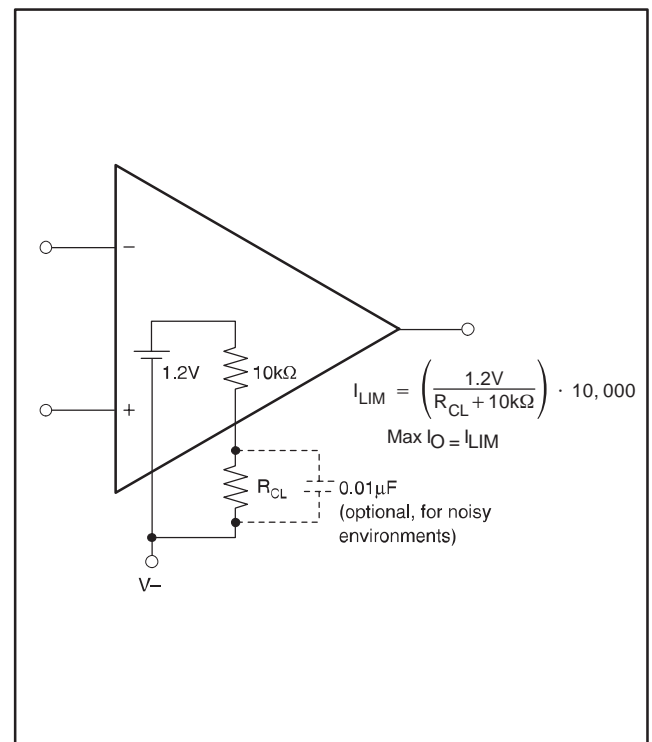 −
+
1.2V
10kΩ
R_CL
0.01µF
(optional, for noisy
environments)
V−
I_LIM = (1.2V / (R_CL + 10kΩ)) · 10,000
Max I_O = I_LIM